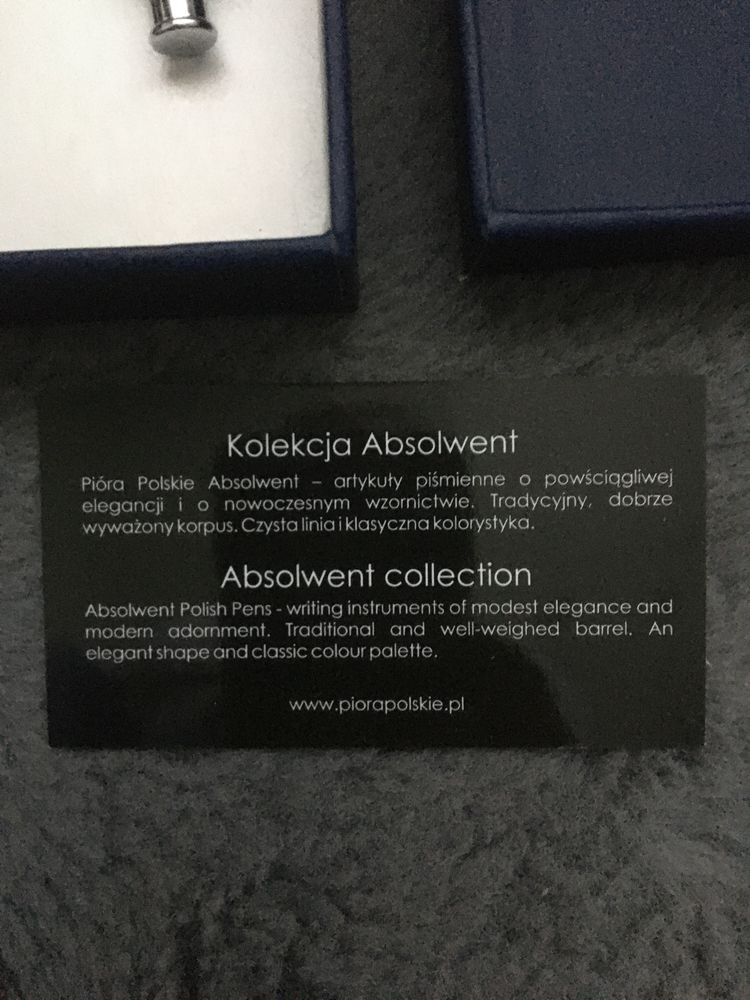 Kolekcja Absolwent
Pióra Polskie Absolwent – artykuły piśmienne o powściągliwej
elegancji i o nowoczesnym wzornictwie. Tradycyjny, dobrze
wyważony korpus. Czysta linia i klasyczna kolorystyka.
Absolwent collection
Absolwent Polish Pens - writing instruments of modest elegance and
modern adornment. Traditional and well-weighed barrel. An
elegant shape and classic colour palette.
www.piorapolskie.pl